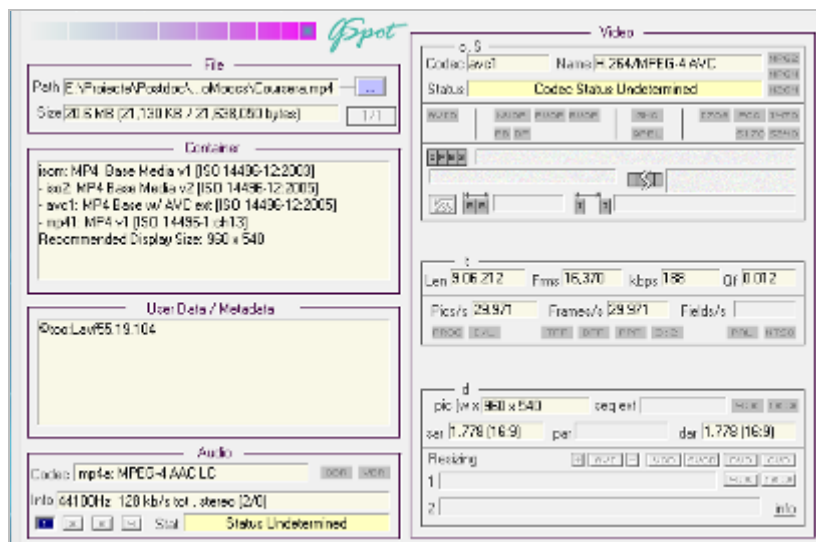 GSpot
File
Path E:\Projects\Postdoc\...oMoocs\Coursera.mp4
Size 20.6 MB (21,130 KB / 21,638,050 bytes)
1/1
Container
isom: MP4 Base Media v1 [ISO 14496-12:2003]
- iso2: MP4 Base Media v2 [ISO 14496-12:2005]
- avc1: MP4 Base w/ AVC ext [ISO 14496-12:2005]
- mp41: MP4 v1 [ISO 14496-1:ch13]
Recommended Display Size: 960 x 540
User Data / Metadata
©too:Lavf55.19.104
Audio
Codec mp4a: MPEG-4 AAC LC
Info 44100Hz 128 kb/s tot , stereo (2/0)
Stat Status Undetermined
Video
Codec avc1 Name H.264/MPEG-4 AVC
Status Codec Status Undetermined
t
Len 9:06.212 Frms 16,370 kbps 188 Qf 0.012
Pics/s 29.971 Frames/s 29.971 Fields/s
PROG
PAL NTSC
d
pic w x 960 x 540 seq ext
sar 1.778 (16:9) par dar 1.778 (16:9)
Resizing
1
2 info